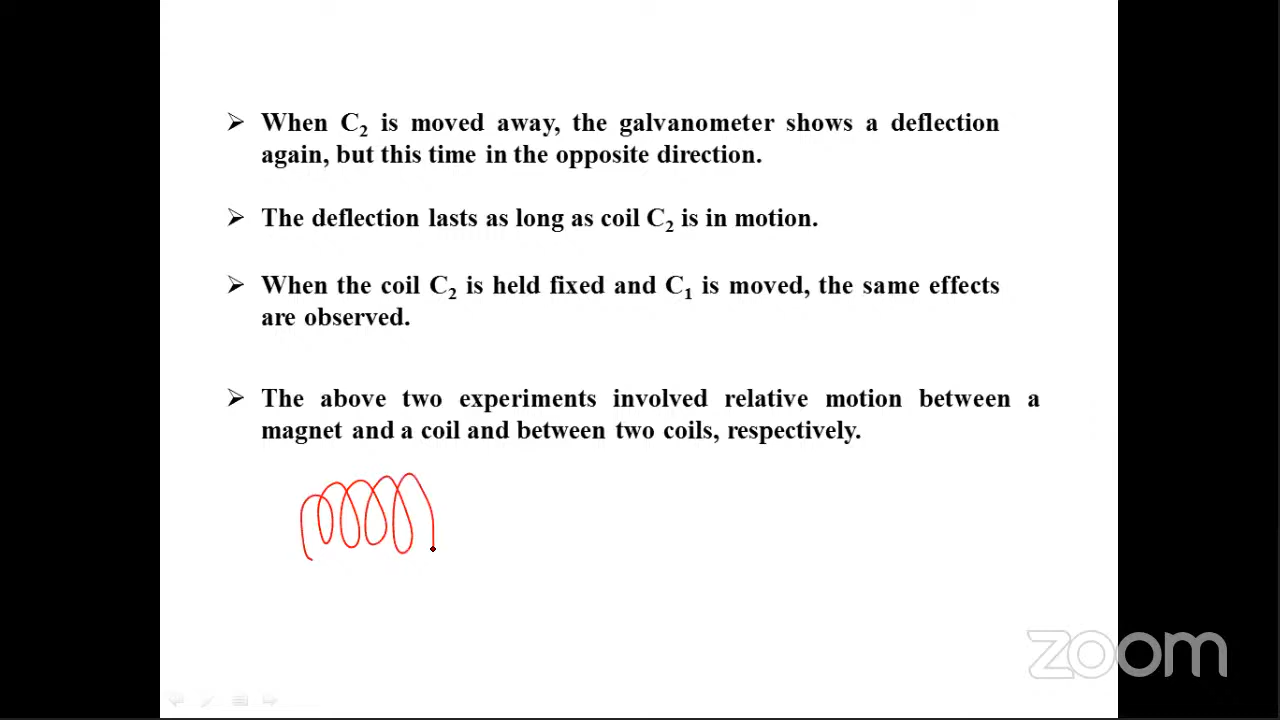 ➢ When C₂ is moved away, the galvanometer shows a deflection
again, but this time in the opposite direction.
➢ The deflection lasts as long as coil C₂ is in motion.
➢ When the coil C₂ is held fixed and C₁ is moved, the same effects
are observed.
➢ The above two experiments involved relative motion between a
magnet and a coil and between two coils, respectively.
zoom